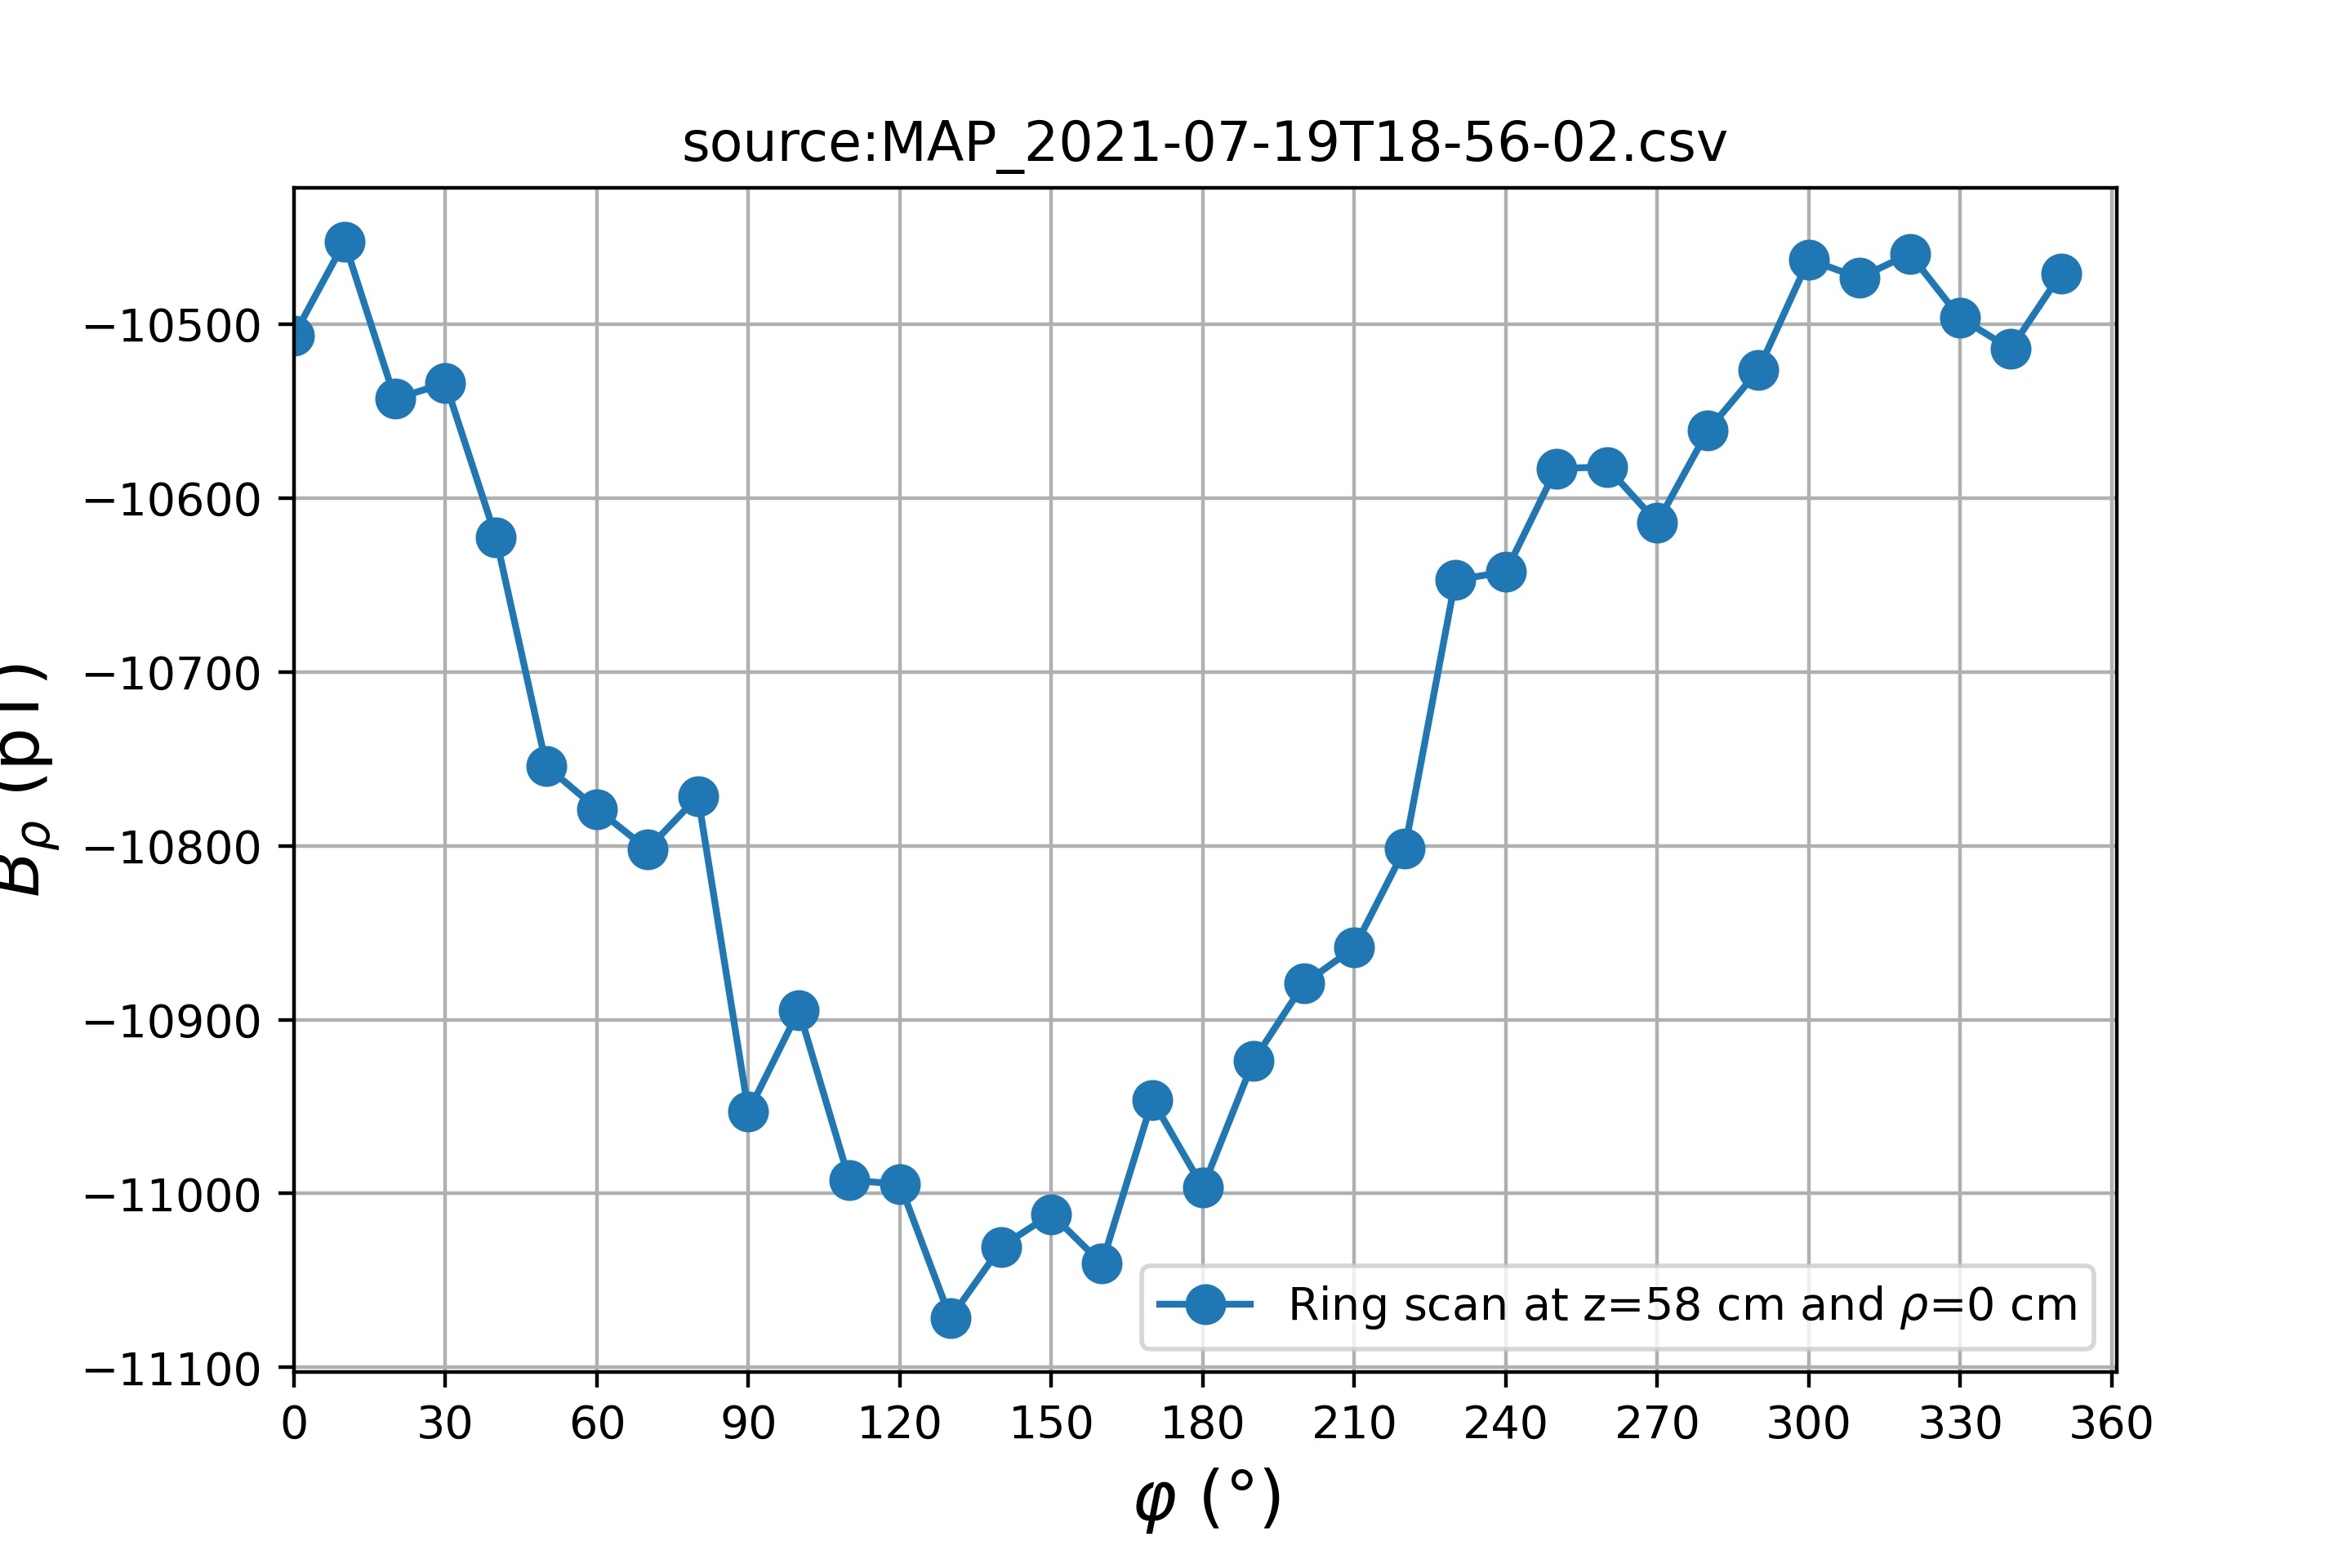 source:MAP_2021-07-19T18-56-02.csv
−10500
−10600
−10700
−10800
−10900
−11000
−11100
Bρ (pT)
Ring scan at z=58 cm and ρ=0 cm
0 30 60 90 120 150 180 210 240 270 300 330 360
φ (°)